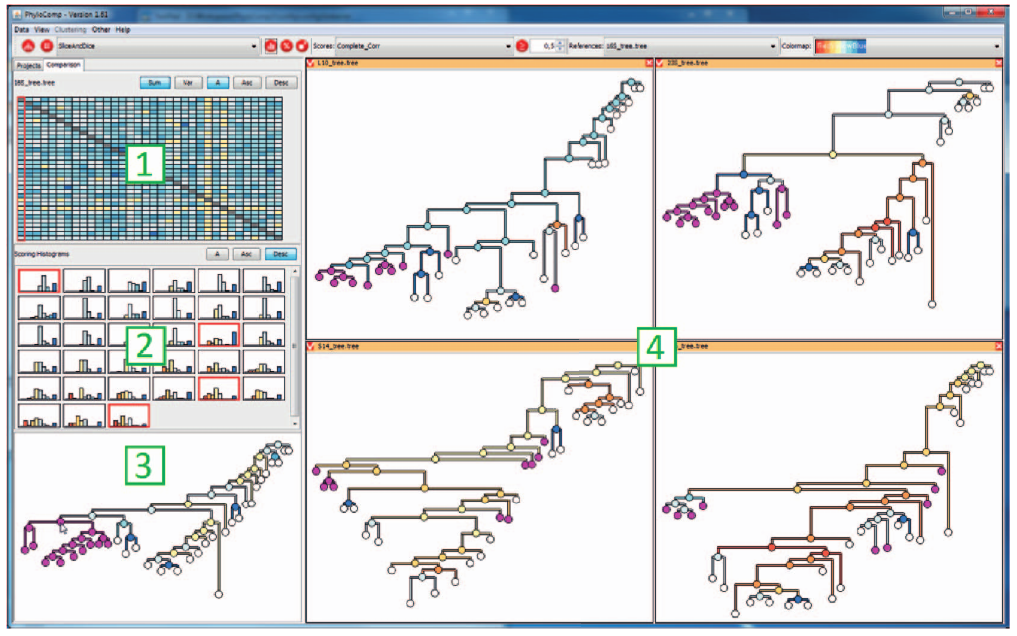 PhyloComp - Version 1.61
Data View Clustering Other Help
SliceAndDice Scores: Complete_Corr 0,5 References: 16S_tree.tree Colormap:
Projects Comparison
16S_tree.tree Sum Var A Asc Desc
1
Scoring Histograms A Asc Desc
2
3
L10_tree.tree
23S_tree.tree
4
S14_tree.tree
_tree.tree